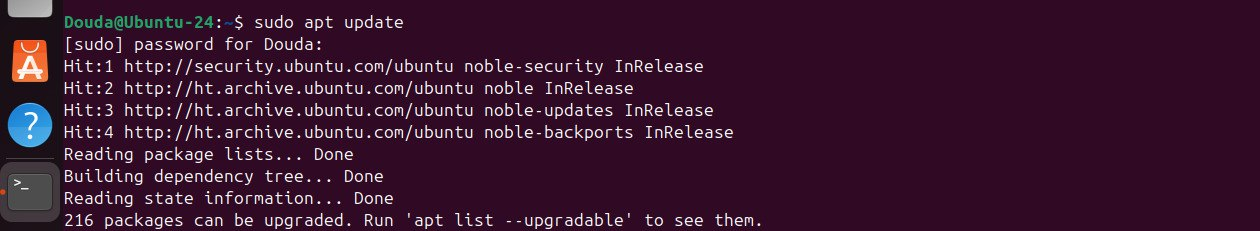 Douda@Ubuntu-24:~$ sudo apt update
[sudo] password for Douda:
Hit:1 http://security.ubuntu.com/ubuntu noble-security InRelease
Hit:2 http://ht.archive.ubuntu.com/ubuntu noble InRelease
Hit:3 http://ht.archive.ubuntu.com/ubuntu noble-updates InRelease
Hit:4 http://ht.archive.ubuntu.com/ubuntu noble-backports InRelease
Reading package lists... Done
Building dependency tree... Done
Reading state information... Done
216 packages can be upgraded. Run 'apt list --upgradable' to see them.